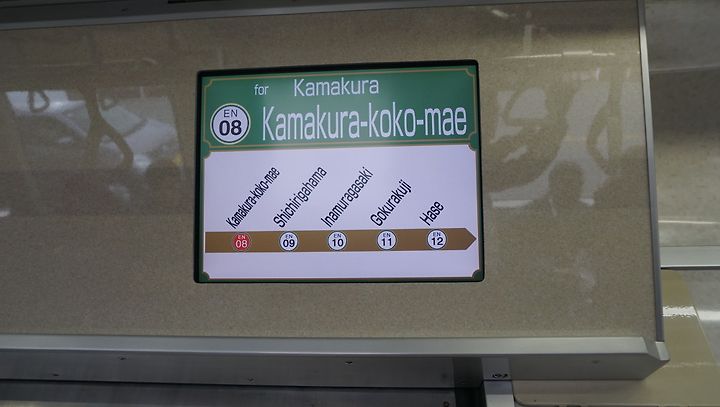 for Kamakura
EN
08
Kamakura-koko-mae
Kamakura-koko-mae
Shichirigahama
Inamuragasaki
Gokurakuji
Hase
EN
08
EN
09
EN
10
EN
11
EN
12